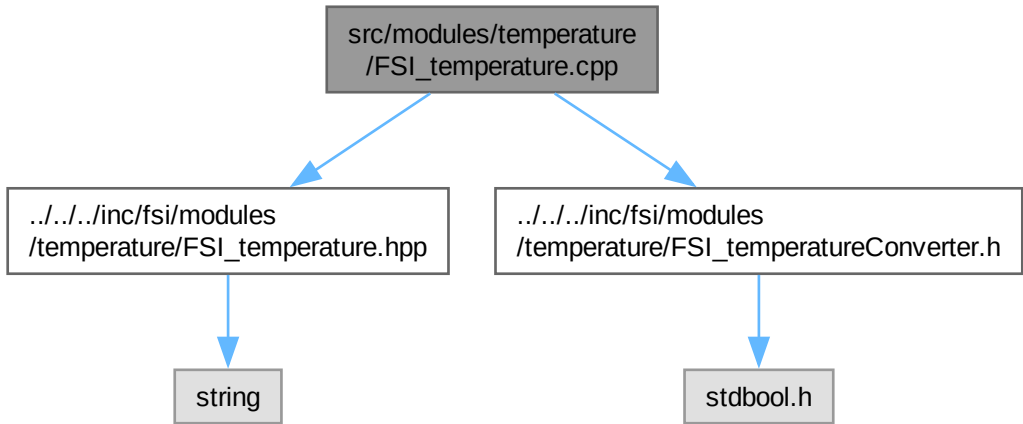 src/modules/temperature
/FSI_temperature.cpp
../../../inc/fsi/modules
/temperature/FSI_temperature.hpp
../../../inc/fsi/modules
/temperature/FSI_temperatureConverter.h
string
stdbool.h